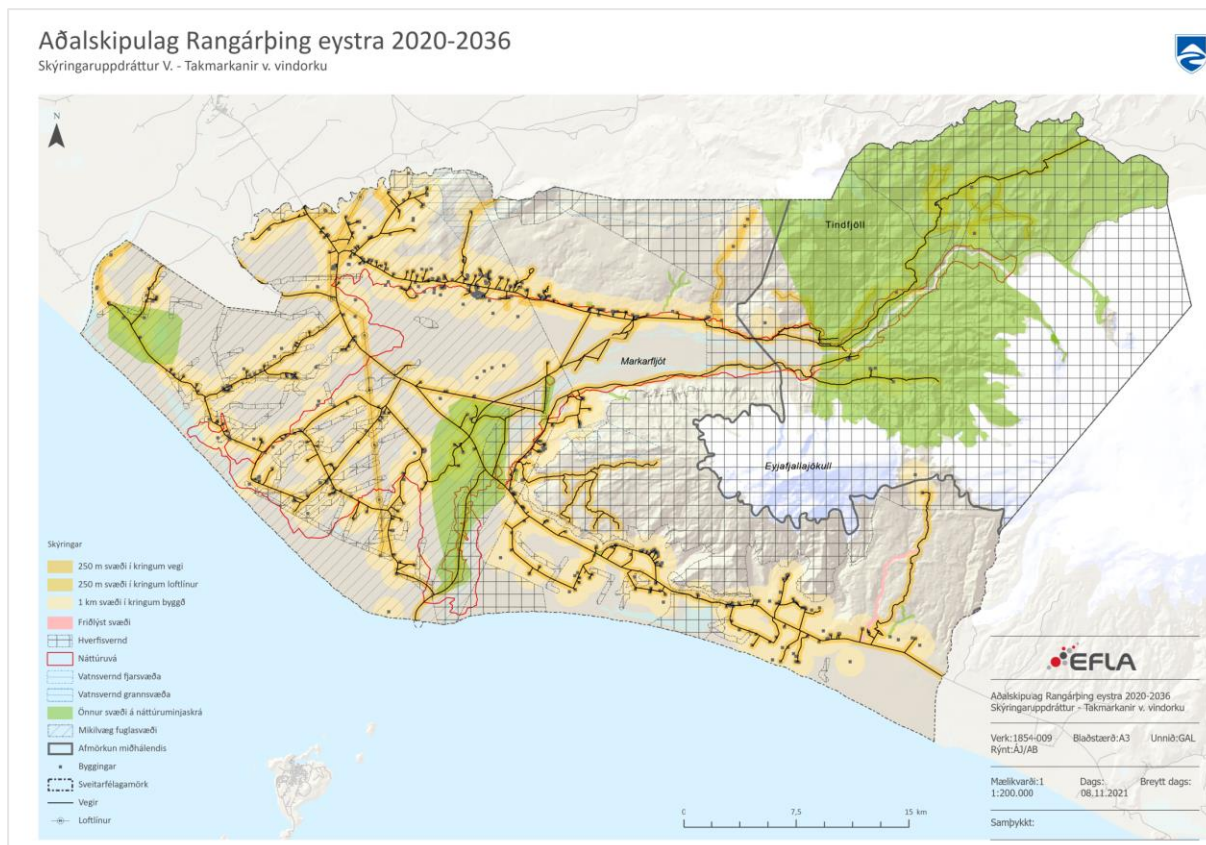 Aðalskipulag Rangárþing eystra 2020-2036
Skýringaruppdráttur V. - Takmarkanir v. vindorku
N
Tindfjöll
Markarfljót
Eyjafjallajökull
Skýringar
250 m svæði í kringum vegi
250 m svæði í kringum loftlínur
1 km svæði í kringum byggð
Friðlýst svæði
Hverfisvernd
Náttúruvá
Vatnsvernd fjarsvæða
Vatnsvernd grannsvæða
Önnur svæði á náttúruminjaskrá
Mikilvæg fuglasvæði
Afmörkun miðhálendis
Byggingar
Sveitarfélagamörk
Vegir
Loftlínur
0 7,5 15 km
EFLA
Aðalskipulag Rangárþing eystra 2020-2036
Skýringaruppdráttur - Takmarkanir v. vindorku
Verk:1854-009 Blaðstærð:A3 Unnið:GAL
Rýnt:ÁJ/AB
Mælikvarði:1 Dags: Breytt dags:
1:200.000 08.11.2021
Samþykkt: